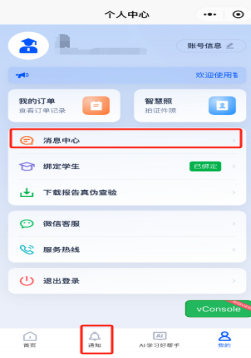 个人中心
账号信息
欢迎使用
我的订单
查看订单记录
智慧照
拍证件照
消息中心
绑定学生
已绑定
下载报告真伪查验
微信客服
服务热线
退出登录
vConsole
首页
通知
AI
AI学习好帮手
我的